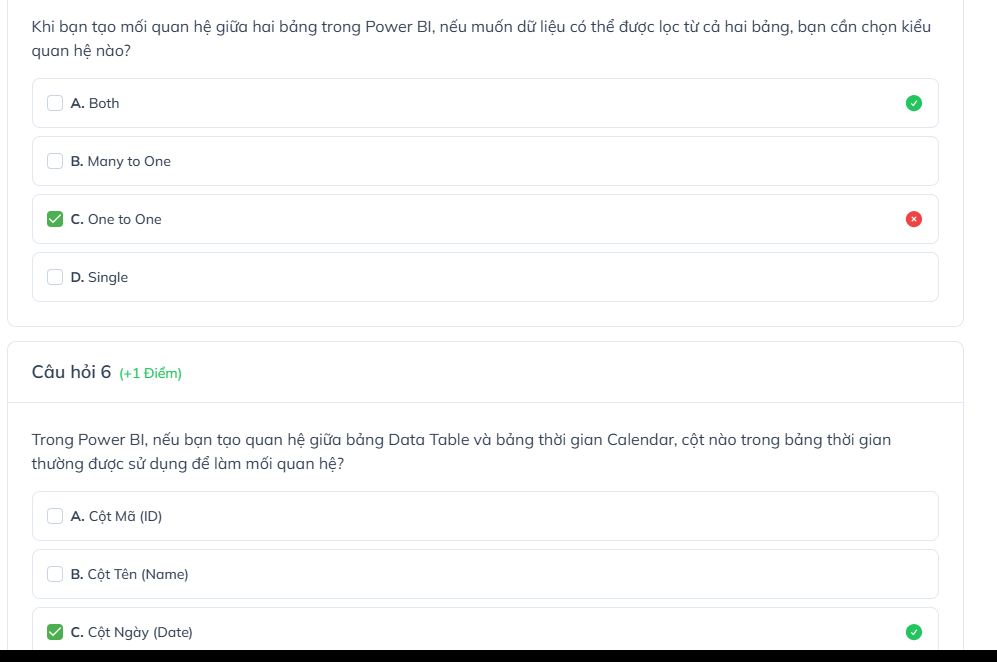 Khi bạn tạo mối quan hệ giữa hai bảng trong Power BI, nếu muốn dữ liệu có thể được lọc từ cả hai bảng, bạn cần chọn kiểu
quan hệ nào?
A. Both
B. Many to One
C. One to One
D. Single
Câu hỏi 6 (+1 Điểm)
Trong Power BI, nếu bạn tạo quan hệ giữa bảng Data Table và bảng thời gian Calendar, cột nào trong bảng thời gian
thường được sử dụng để làm mối quan hệ?
A. Cột Mã (ID)
B. Cột Tên (Name)
C. Cột Ngày (Date)